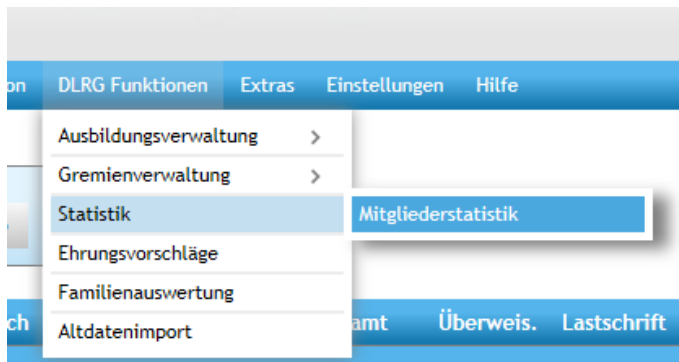 on DLRG Funktionen Extras Einstellungen Hilfe
Ausbildungsverwaltung
Gremienverwaltung
Statistik Mitgliederstatistik
Ehrungsvorschläge
Familienauswertung
ch amt Überweis. Lastschrift
Altdatenimport